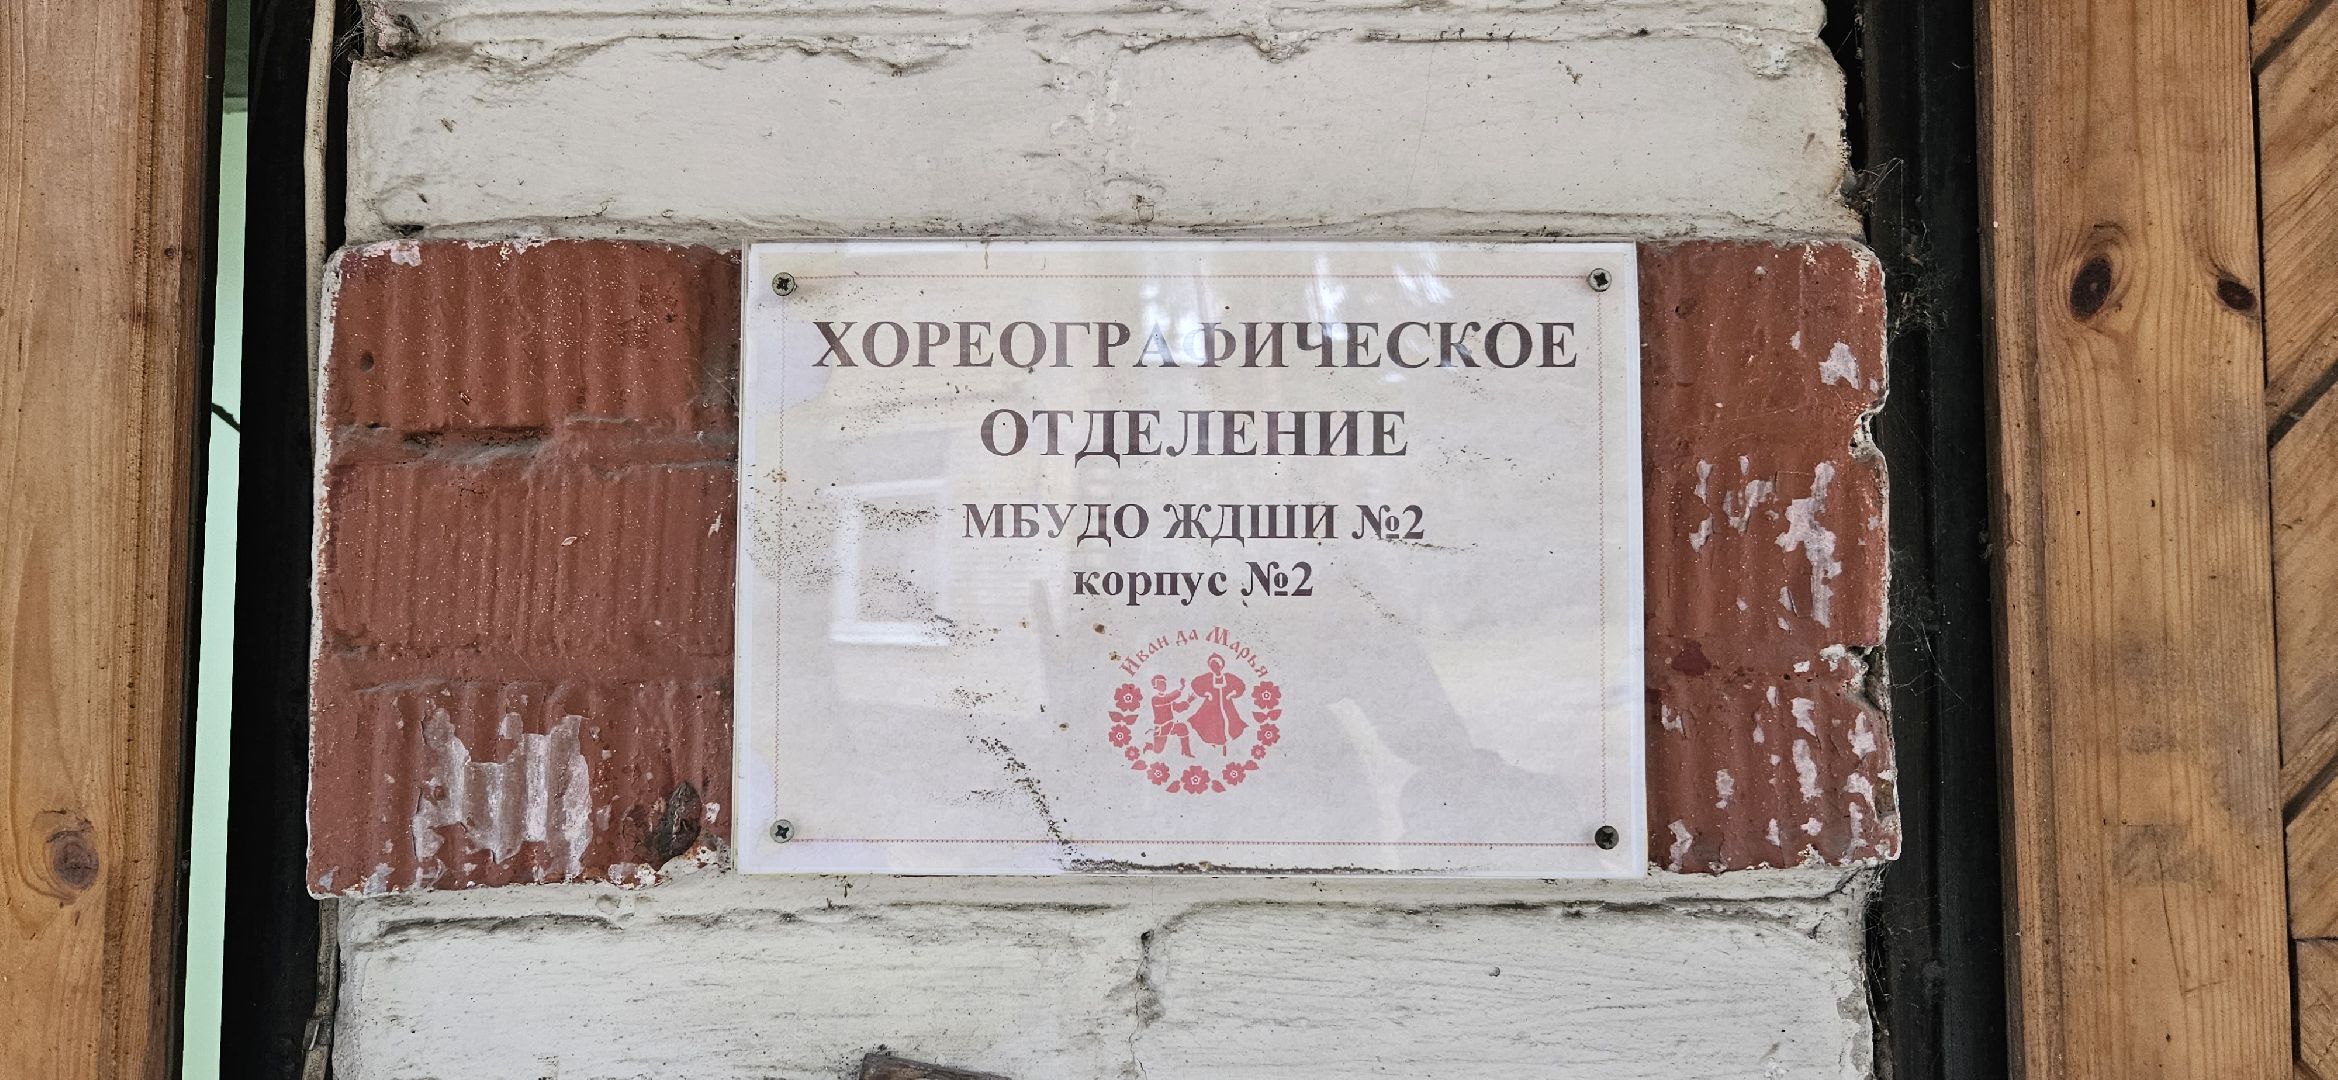 ХОРЕОГРАФИЧЕСКОЕ
ОТДЕЛЕНИЕ
МБУДО ЖДШИ №2
корпус №2
Иван да Марья